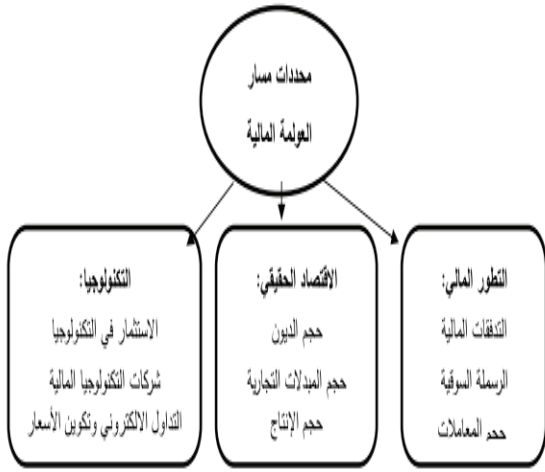 محددات مسار
العولمة المالية
التطور المالي:
التدفقات المالية
الرسملة السوقية
حجم المعاملات
الاقتصاد الحقيقي:
حجم الديون
حجم المبدلات التجارية
حجم الإنتاج
التكنولوجيا:
الاستثمار في التكنولوجيا
شركات التكنولوجيا المالية
التداول الالكتروني وتكوين الأسعار